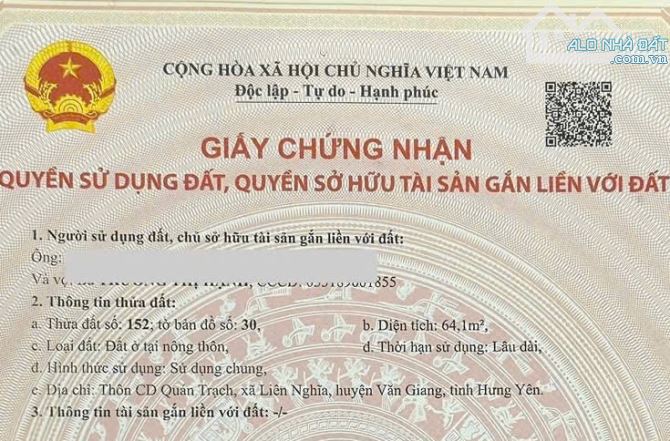 ALO NHÀ ĐẤT
.com.vn
CỘNG HÒA XÃ HỘI CHỦ NGHĨA VIỆT NAM
Độc lập - Tự do - Hạnh phúc
GIẤY CHỨNG NHẬN
QUYỀN SỬ DỤNG ĐẤT, QUYỀN SỞ HỮU TÀI SẢN GẮN LIỀN VỚI ĐẤT
1. Người sử dụng đất, chủ sở hữu tài sản gắn liền với đất:
Ông:
Và vợ:
2. Thông tin thửa đất:
a. Thửa đất số: 152; tờ bản đồ số: 30, b. Diện tích: 64,1m²,
c. Loại đất: Đất ở tại nông thôn, d. Thời hạn sử dụng: Lâu dài,
đ. Hình thức sử dụng: Sử dụng chung,
e. Địa chỉ: Thôn CD Quán Trạch, xã Liên Nghĩa, huyện Văn Giang, tỉnh Hưng Yên.
3. Thông tin tài sản gắn liền với đất: -/-